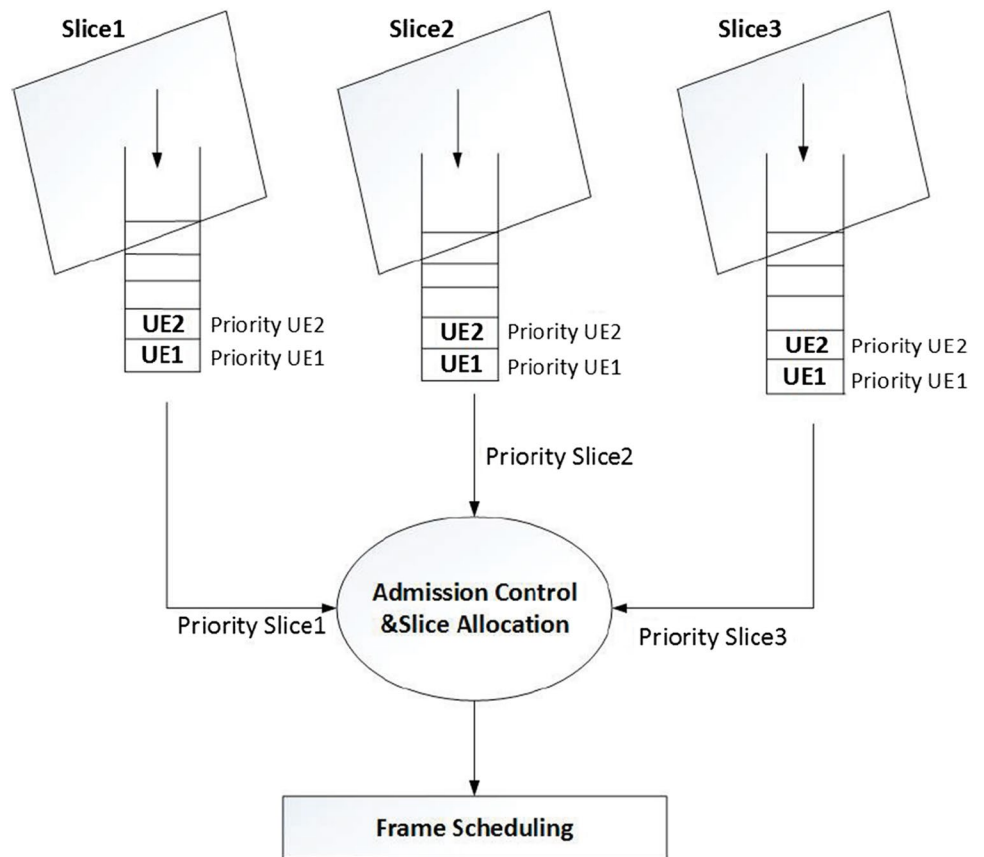 Slice1
Slice2
Slice3
UE2 Priority UE2
UE1 Priority UE1
UE2 Priority UE2
UE1 Priority UE1
UE2 Priority UE2
UE1 Priority UE1
Priority Slice2
Admission Control
&Slice Allocation
Priority Slice1
Priority Slice3
Frame Scheduling